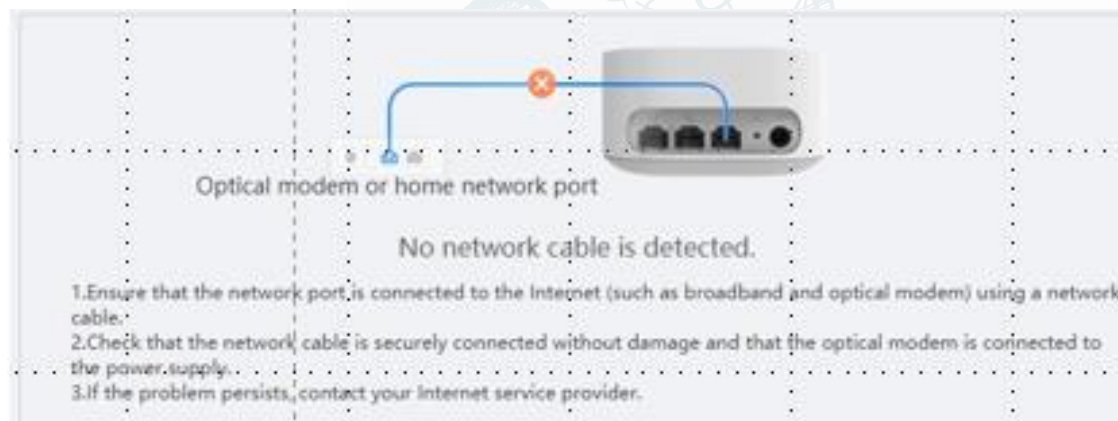 Optical modem or home network port
No network cable is detected.
1.Ensure that the network port is connected to the Internet (such as broadband and optical modem) using a network
cable.
2.Check that the network cable is securely connected without damage and that the optical modem is connected to
the power supply.
3.If the problem persists, contact your Internet service provider.